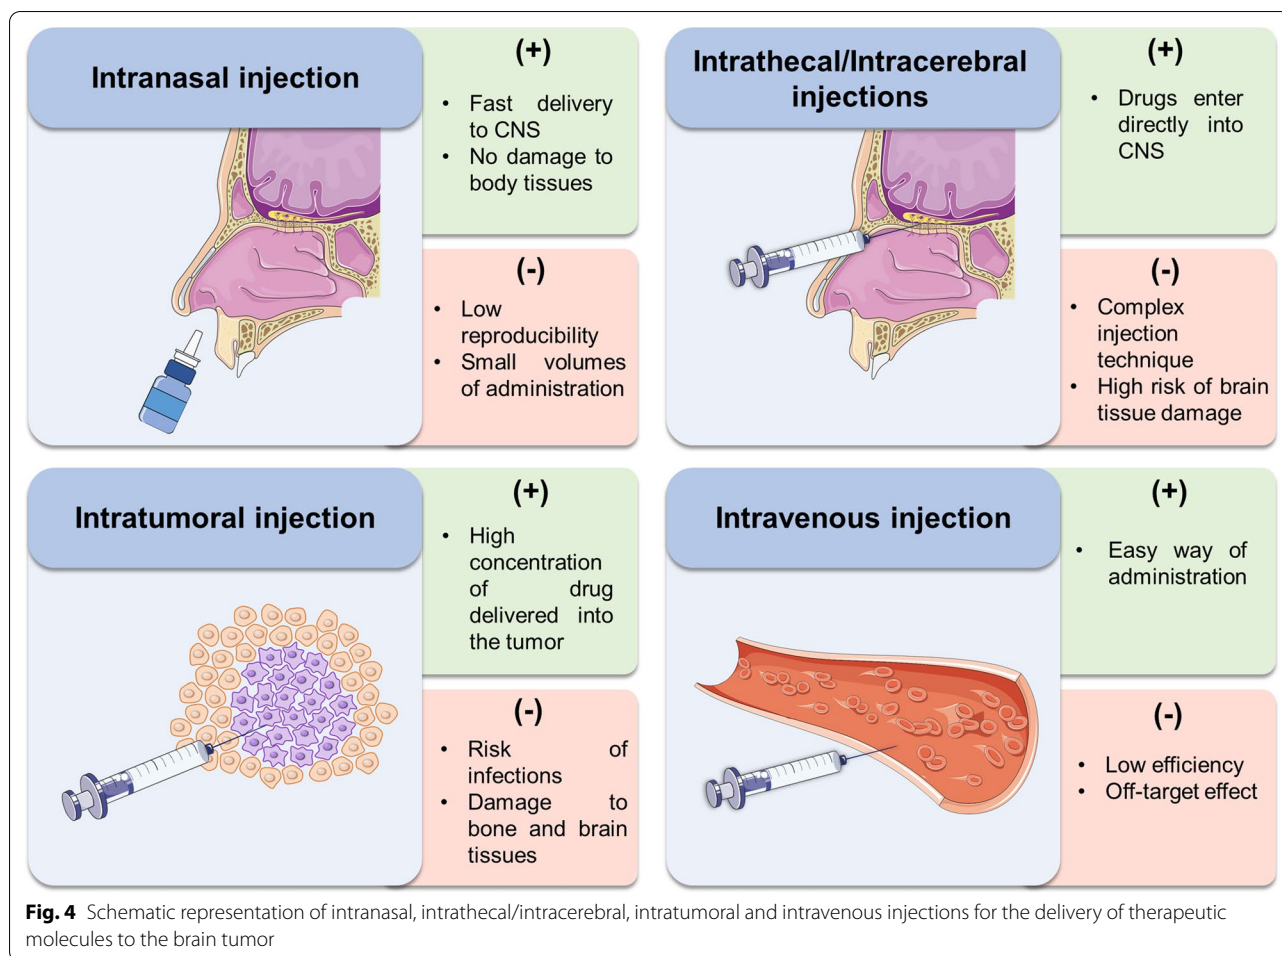 Intranasal injection
(+)
• Fast delivery
to CNS
• No damage to
body tissues
(-)
• Low
reproducibility
• Small volumes
of administration
Intrathecal/Intracerebral
injections
(+)
• Drugs enter
directly into
CNS
(-)
• Complex
injection
technique
• High risk of brain
tissue damage
Intratumoral injection
(+)
• High
concentration
of drug
delivered into
the tumor
(-)
• Risk of
infections
• Damage to
bone and brain
tissues
Intravenous injection
(+)
• Easy way of
administration
(-)
• Low efficiency
• Off-target effect
Fig. 4 Schematic representation of intranasal, intrathecal/intracerebral, intratumoral and intravenous injections for the delivery of therapeutic
molecules to the brain tumor